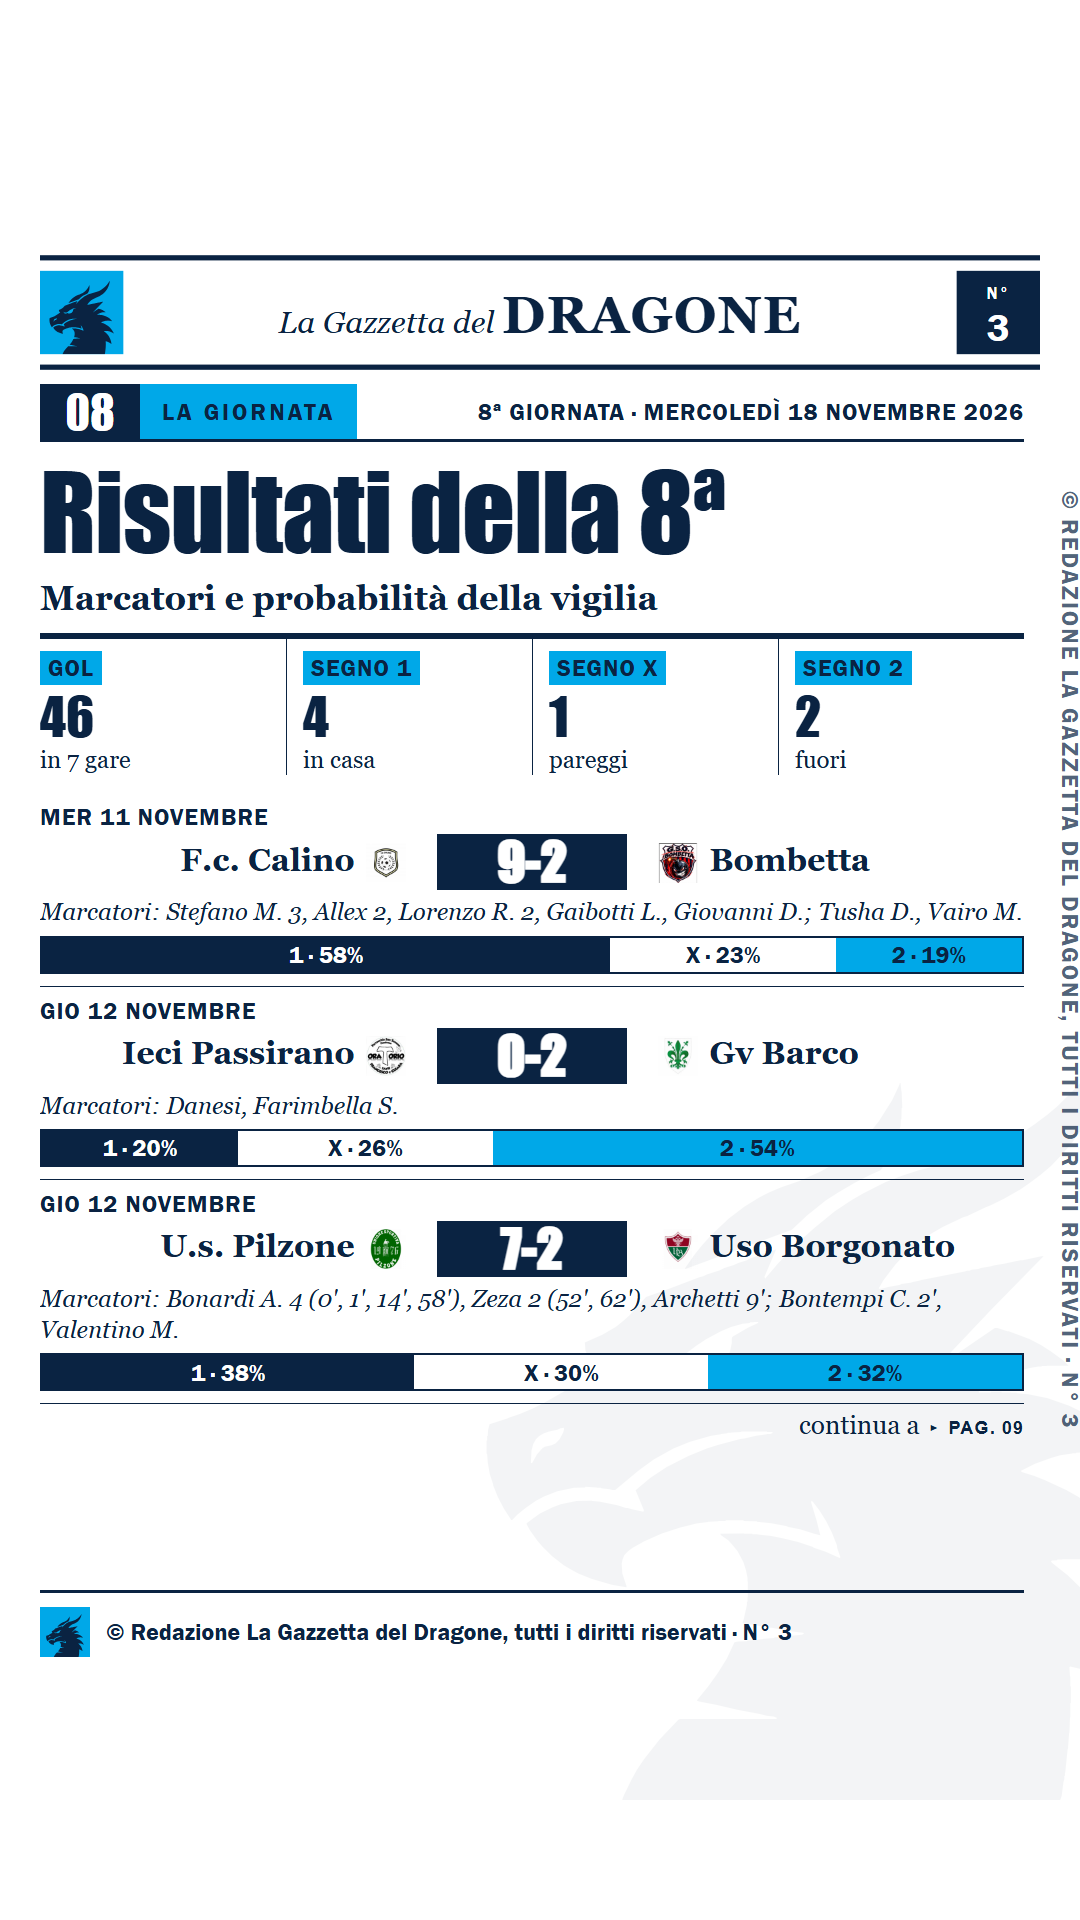 La Gazzetta del DRAGONE
N°
3
08 LA GIORNATA 8ª GIORNATA · MERCOLEDÌ 18 NOVEMBRE 2026
Risultati della 8ª
Marcatori e probabilità della vigilia
GOL SEGNO 1 SEGNO X SEGNO 2
46 4 1 2
in 7 gare in casa pareggi fuori
MER 11 NOVEMBRE
F.c. Calino 9-2 Bombetta
Marcatori: Stefano M. 3, Allex 2, Lorenzo R. 2, Gaibotti L., Giovanni D.; Tusha D., Vairo M.
1 · 58% X · 23% 2 · 19%
GIO 12 NOVEMBRE
Ieci Passirano ORATORIO 0-2 Gv Barco
Marcatori: Danesi, Farimbella S.
1 · 20% X · 26% 2 · 54%
GIO 12 NOVEMBRE
U.s. Pilzone 7-2 Uso Borgonato
Marcatori: Bonardi A. 4 (0', 1', 14', 58'), Zeza 2 (52', 62'), Archetti 9'; Bontempi C. 2',
Valentino M.
1 · 38% X · 30% 2 · 32%
continua a ▸ PAG. 09
© Redazione La Gazzetta del Dragone, tutti i diritti riservati · N° 3
© REDAZIONE LA GAZZETTA DEL DRAGONE, TUTTI I DIRITTI RISERVATI · N° 3